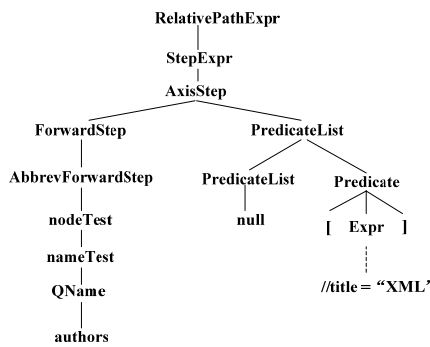 RelativePathExpr
StepExpr
AxisStep
ForwardStep PredicateList
AbbrevForwardStep PredicateList Predicate
nodeTest null [ Expr ]
nameTest
QName //title = “XML”
authors